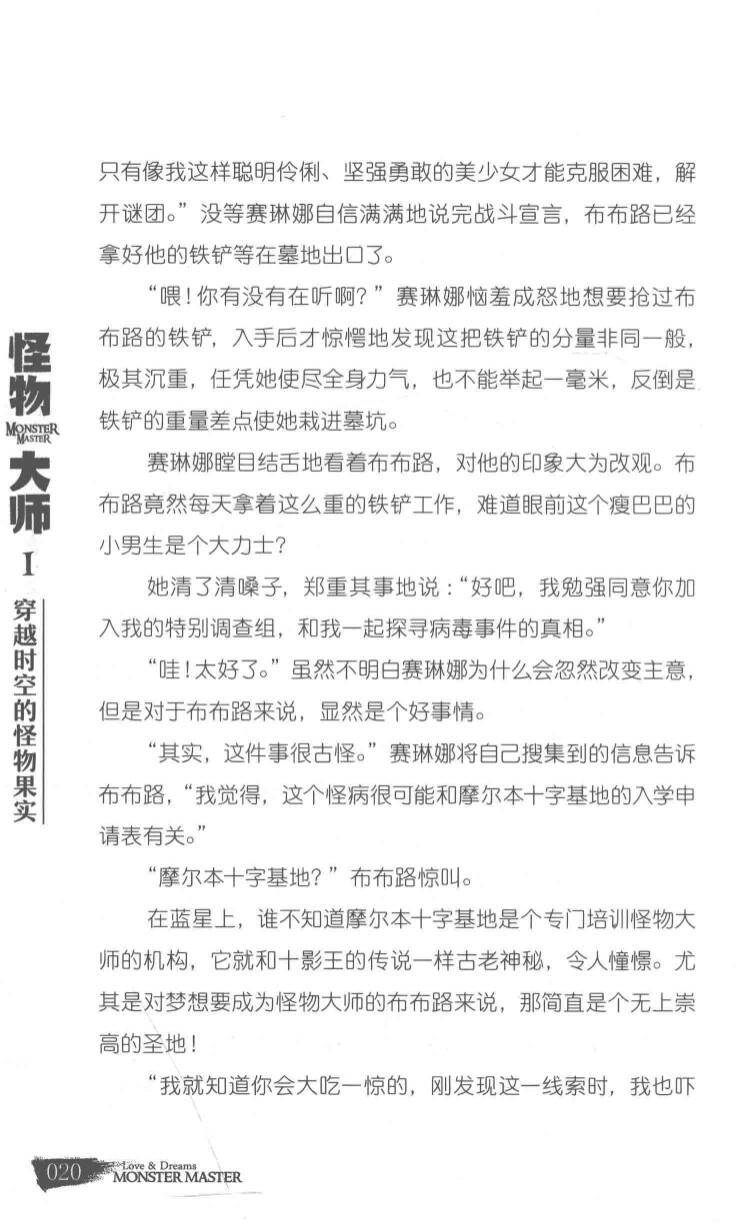 只有像我这样聪明伶俐、坚强勇敢的美少女才能克服困难，解
开谜团。”没等赛琳娜自信满满地说完战斗宣言，布布路已经
拿好他的铁铲等在墓地出口了。
“喂！你有没有在听啊？”赛琳娜恼羞成怒地想要抢过布
布路的铁铲，入手后才惊愕地发现这把铁铲的分量非同一般，
极其沉重，任凭她使尽全身力气，也不能举起一毫米，反倒是
铁铲的重量差点使她栽进墓坑。
赛琳娜瞠目结舌地看着布布路，对他的印象大为改观。布
布路竟然每天拿着这么重的铁铲工作，难道眼前这个瘦巴巴的
小男生是个大力士？
她清了清嗓子，郑重其事地说：“好吧，我勉强同意你加
入我的特别调查组，和我一起探寻病毒事件的真相。”
“哇！太好了。”虽然不明白赛琳娜为什么会忽然改变主意，
但是对于布布路来说，显然是个好事情。
“其实，这件事很古怪。”赛琳娜将自己搜集到的信息告诉
布布路，“我觉得，这个怪病很可能和摩尔本十字基地的入学申
请表有关。”
“摩尔本十字基地？”布布路惊叫。
在蓝星上，谁不知道摩尔本十字基地是个专门培训怪物大
师的机构，它就和十影王的传说一样古老神秘，令人憧憬。尤
其是对梦想要成为怪物大师的布布路来说，那简直是个无上崇
高的圣地！
“我就知道你会大吃一惊的，刚发现这一线索时，我也吓
怪物
MONSTER
MASTER
大师
I
穿越时空的怪物果实
020
Love & Dreams
MONSTER MASTER